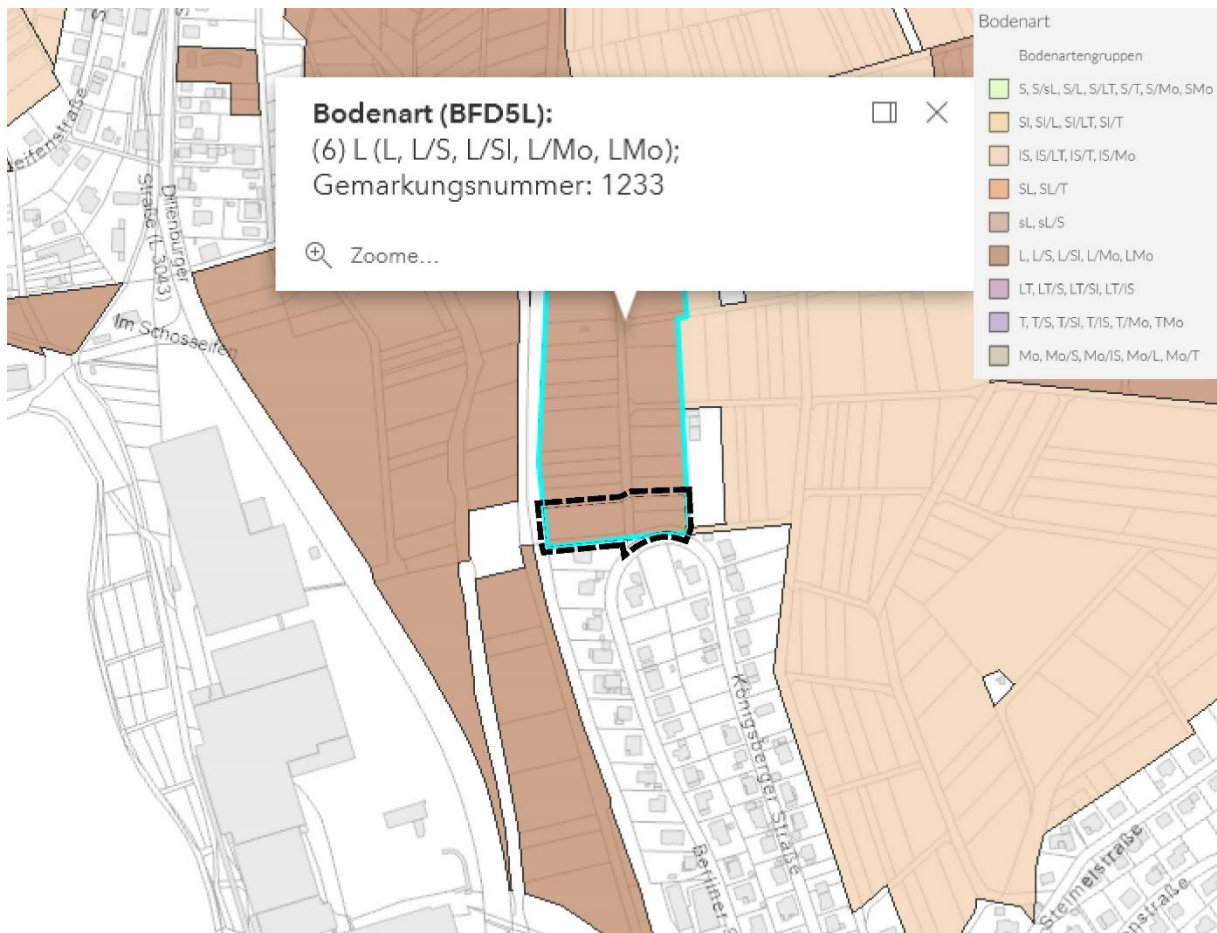 Bodenart
Bodenartengruppen
S, S/sL, S/L, S/LT, S/T, S/Mo, SMo
Sl, Sl/L, Sl/LT, Sl/T
lS, lS/LT, lS/T, lS/Mo
SL, SL/T
sL, sL/S
L, L/S, L/Sl, L/Mo, LMo
LT, LT/S, LT/Sl, LT/lS
T, T/S, T/Sl, T/lS, T/Mo, TMo
Mo, Mo/S, Mo/lS, Mo/L, Mo/T
Bodenart (BFD5L):
(6) L (L, L/S, L/Sl, L/Mo, LMo);
Gemarkungsnummer: 1233
Zoome...
eifenstraße
Dillenburger
Straße (L 3043)
Im Schosseifen
Königsberger Straße
Berliner S
Steimelstraße
enstraße